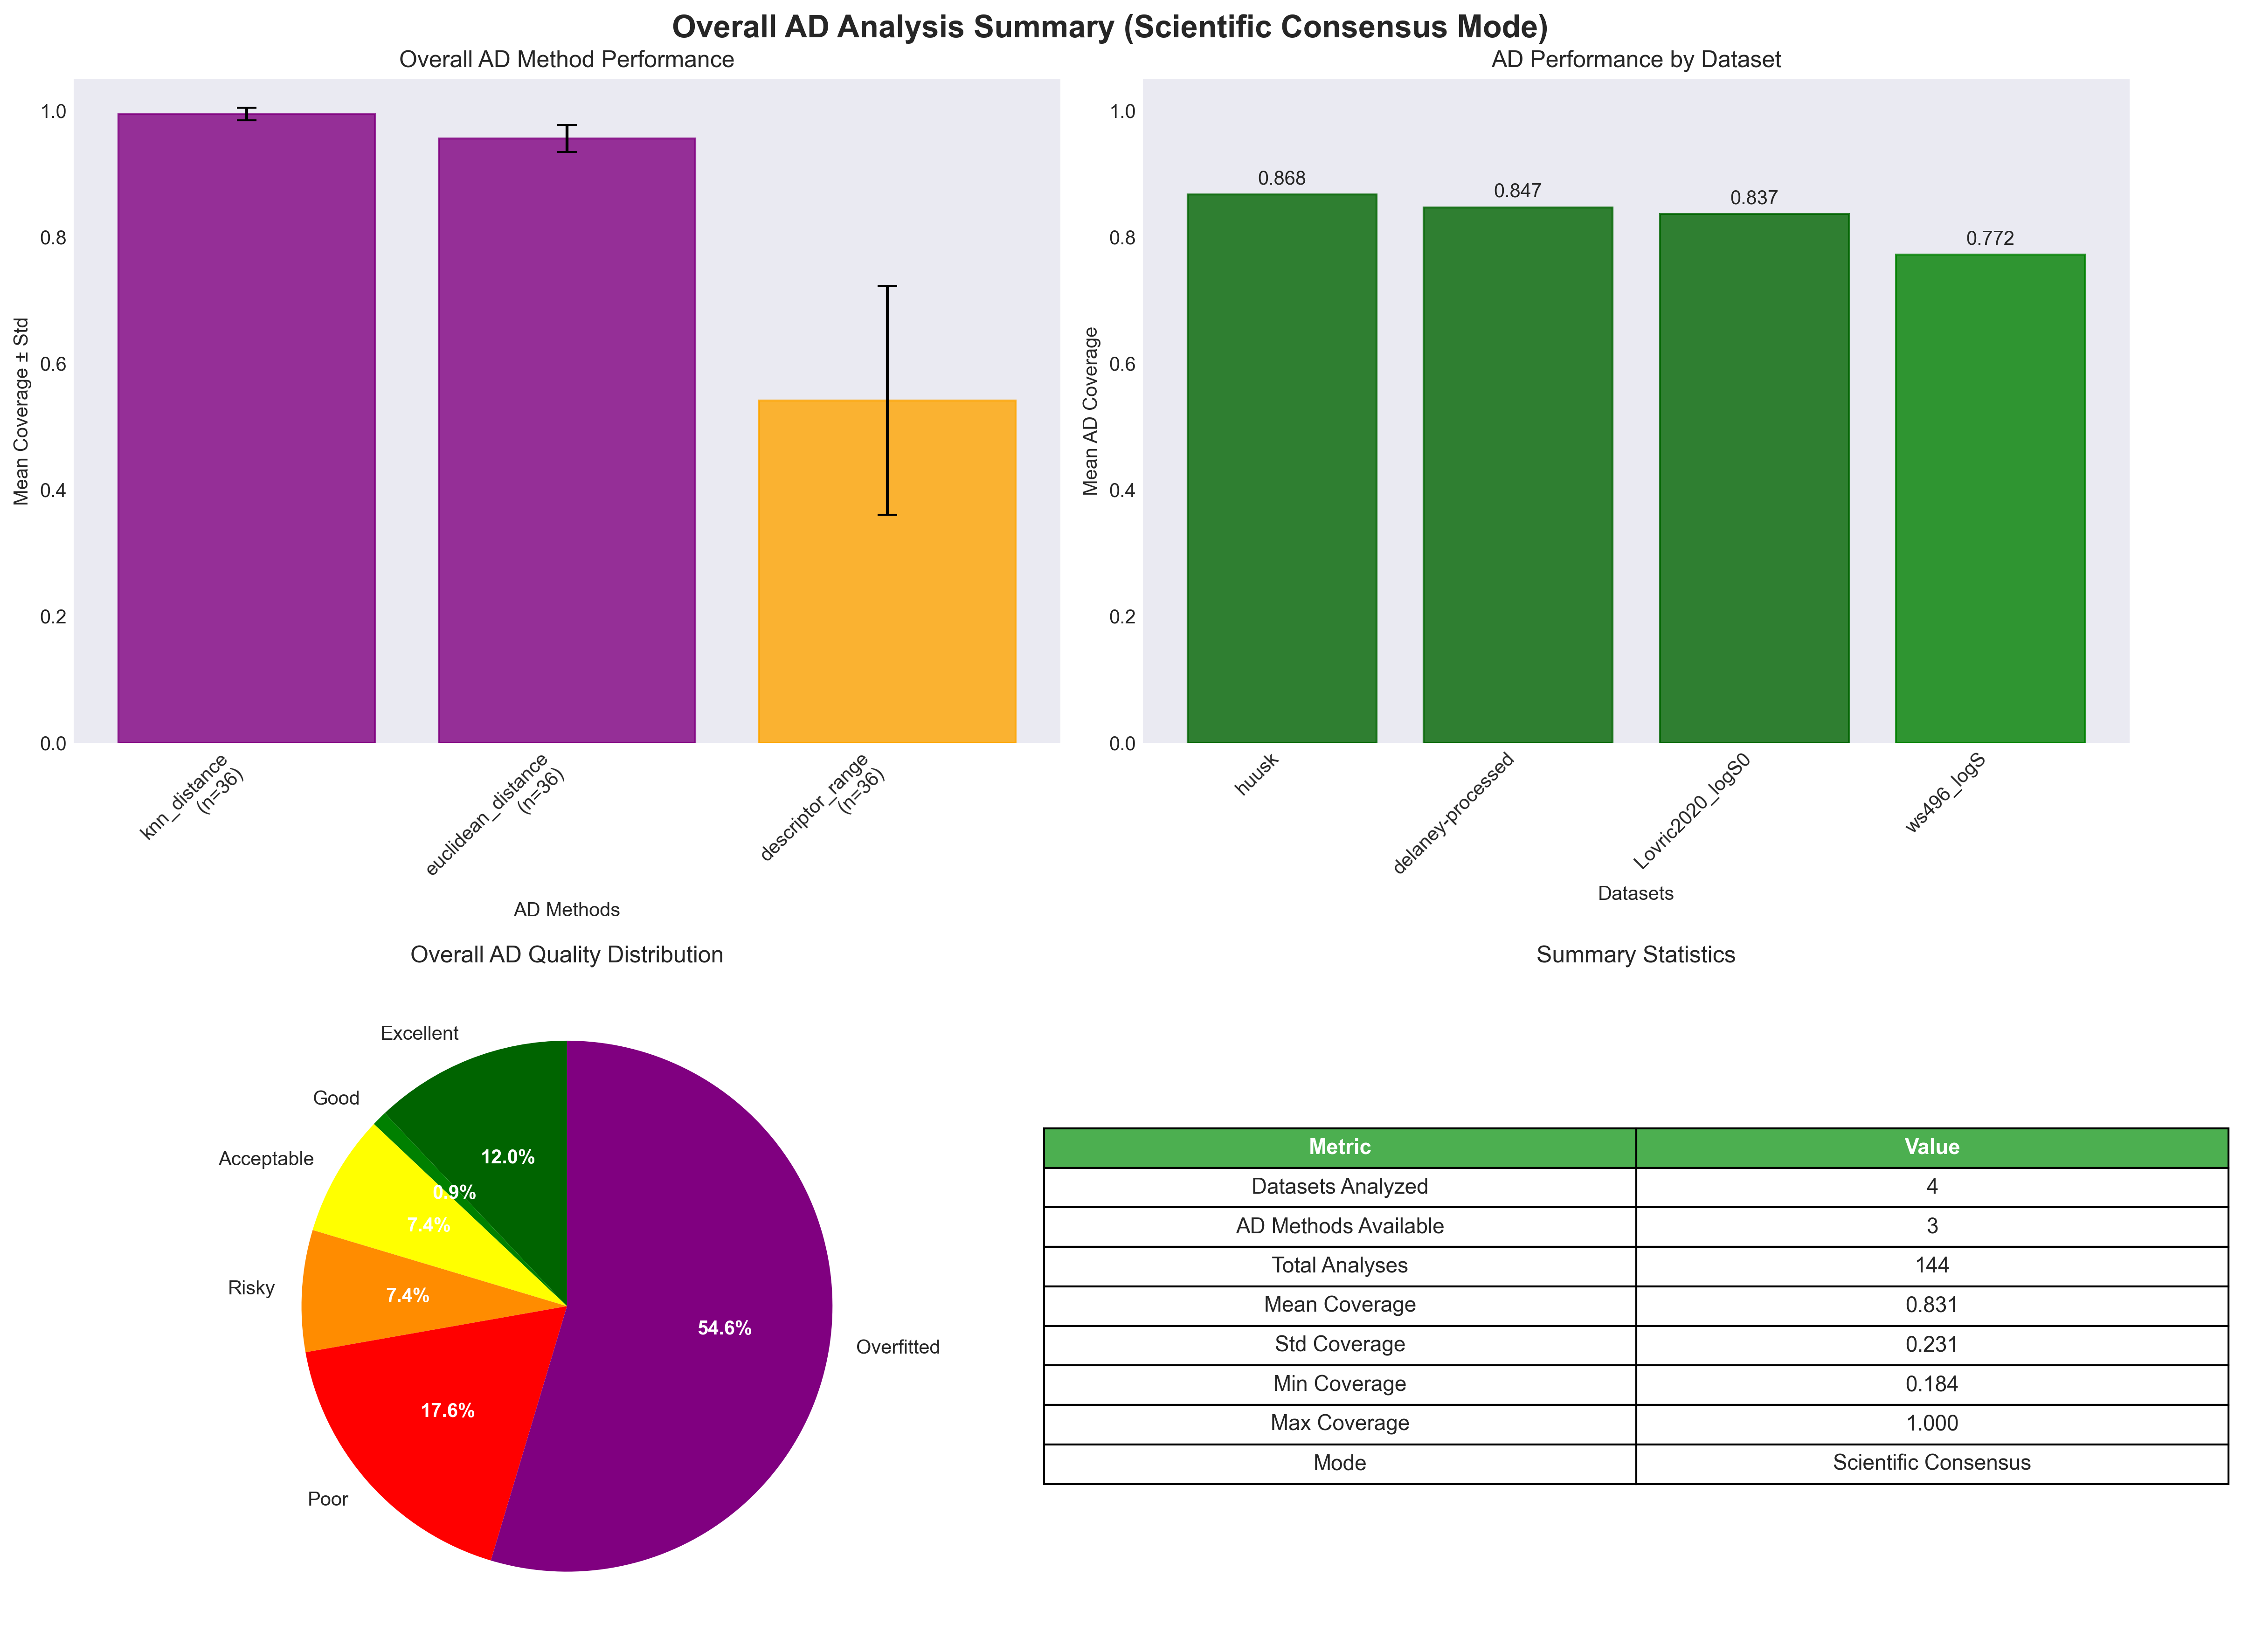 Overall AD Analysis Summary (Scientific Consensus Mode)
Overall AD Method Performance
Mean Coverage ± Std
1.0
0.8
0.6
0.4
0.2
0.0
knn_distance
(n=36)
euclidean_distance
(n=36)
descriptor_range
(n=36)
AD Methods
AD Performance by Dataset
Mean AD Coverage
1.0
0.8
0.6
0.4
0.2
0.0
0.868
0.847
0.837
0.772
huusk
delaney-processed
Lovric2020_logS0
ws496_logS
Datasets
Overall AD Quality Distribution
Excellent
12.0%
Good
0.9%
Acceptable
7.4%
Risky
7.4%
Poor
17.6%
Overfitted
54.6%
Summary Statistics
Metric Value
Datasets Analyzed 4
AD Methods Available 3
Total Analyses 144
Mean Coverage 0.831
Std Coverage 0.231
Min Coverage 0.184
Max Coverage 1.000
Mode Scientific Consensus